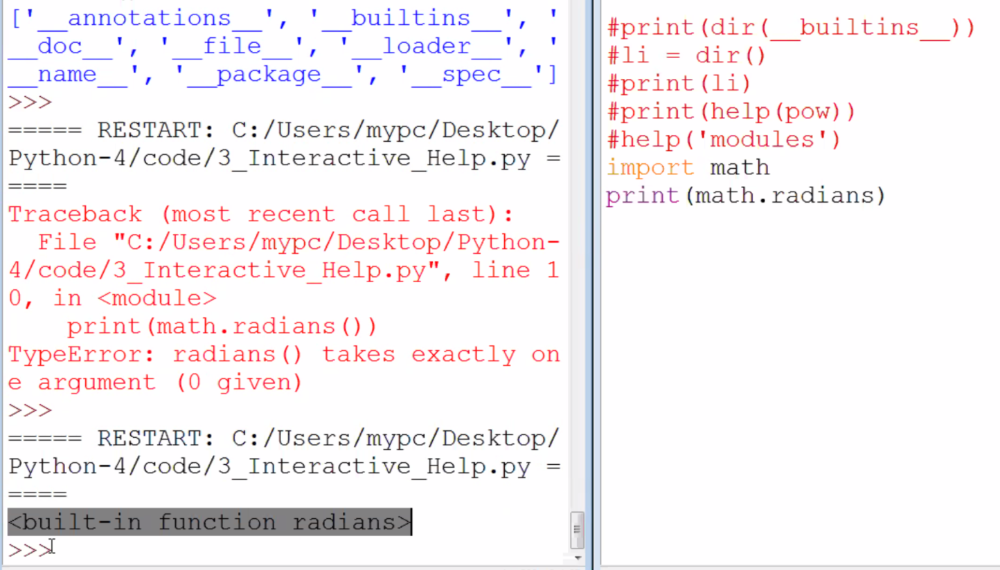 ['__annotations__', '__builtins__', '
__doc__', '__file__', '__loader__', '
__name__', '__package__', '__spec__']
>>>
===== RESTART: C:/Users/mypc/Desktop/
Python-4/code/3_Interactive_Help.py =
====
Traceback (most recent call last):
  File "C:/Users/mypc/Desktop/Python-
4/code/3_Interactive_Help.py", line 1
0, in <module>
    print(math.radians())
TypeError: radians() takes exactly on
e argument (0 given)
>>>
===== RESTART: C:/Users/mypc/Desktop/
Python-4/code/3_Interactive_Help.py =
====
<built-in function radians>
>>>
#print(dir(__builtins__))
#li = dir()
#print(li)
#print(help(pow))
#help('modules')
import math
print(math.radians)